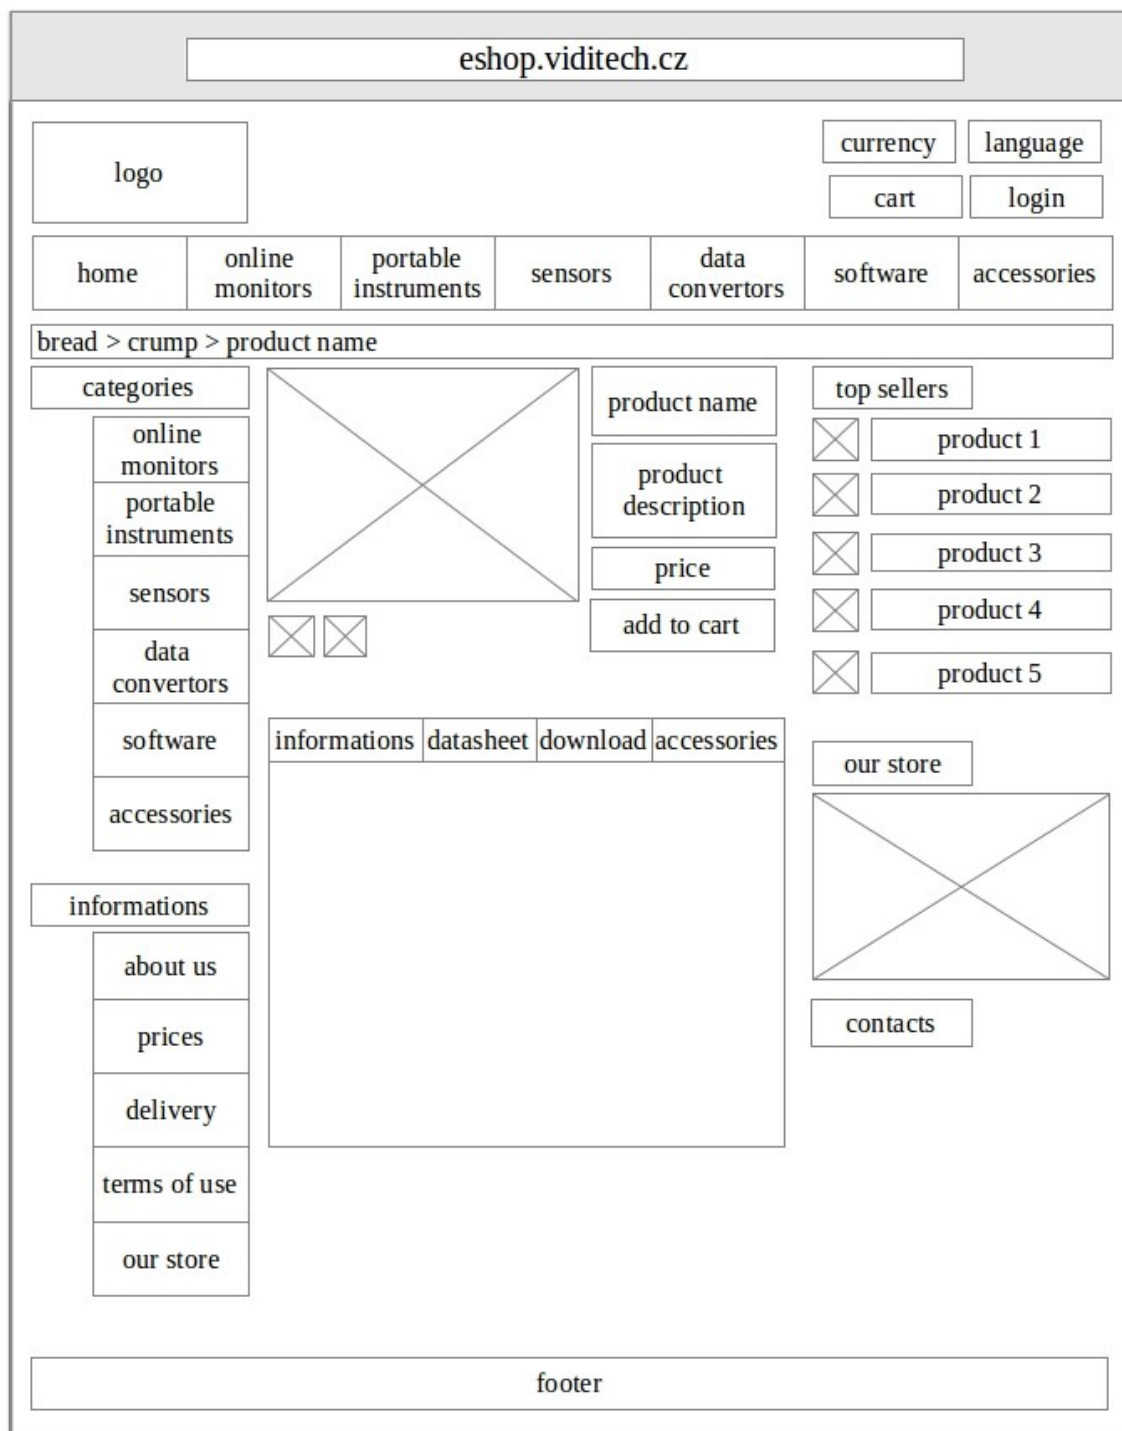 eshop.viditech.cz
logo
currency
language
cart
login
home
online
monitors
portable
instruments
sensors
data
convertors
software
accessories
bread > crump > product name
categories
online
monitors
portable
instruments
sensors
data
convertors
software
accessories
informations
about us
prices
delivery
terms of use
our store
product name
product
description
price
add to cart
informations
datasheet
download
accessories
top sellers
product 1
product 2
product 3
product 4
product 5
our store
contacts
footer